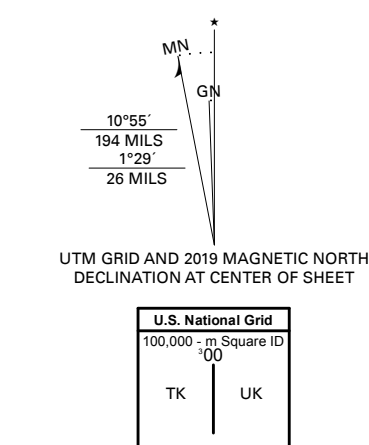 ★
MN
GN
10°55´
194 MILS
1°29´
26 MILS
UTM GRID AND 2019 MAGNETIC NORTH
DECLINATION AT CENTER OF SHEET
U.S. National Grid
100,000 - m Square ID
³00
TK UK